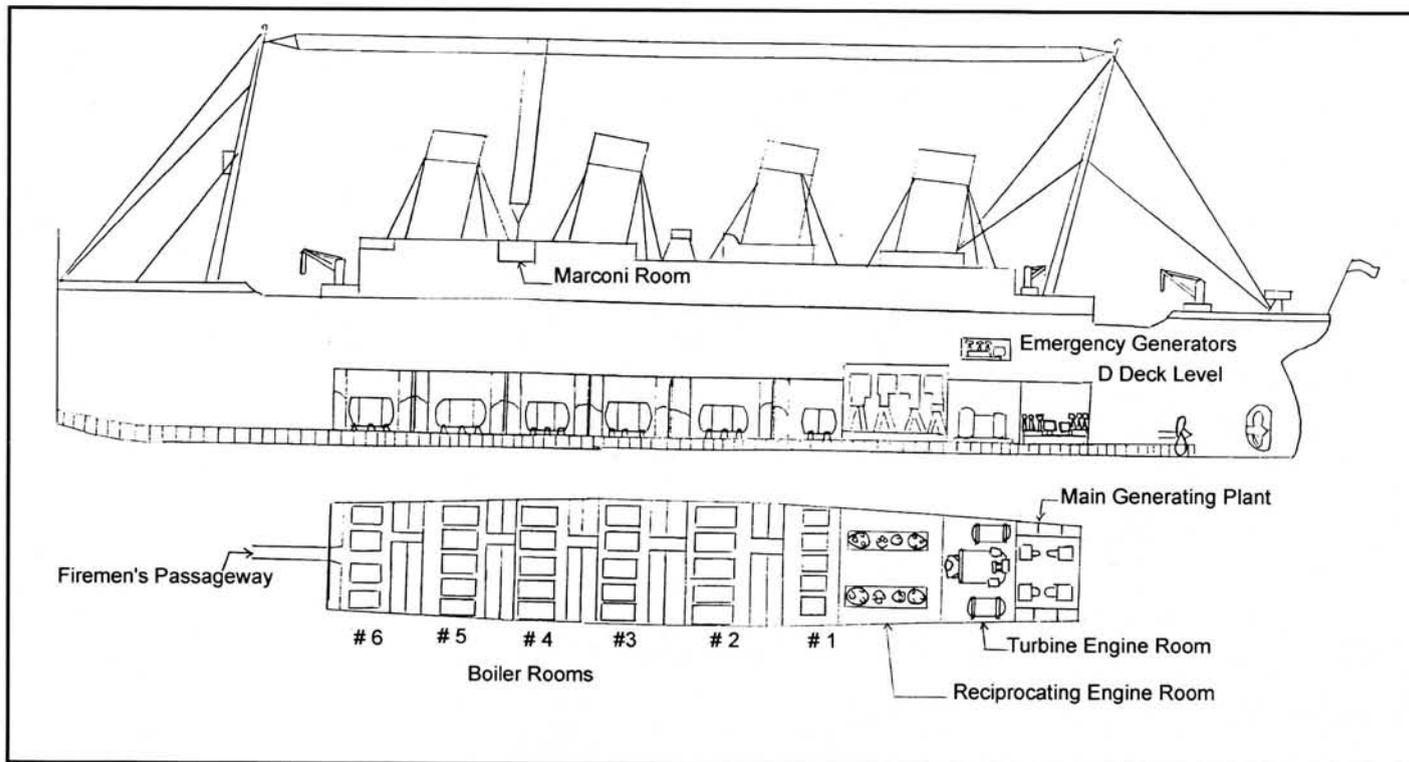 Marconi Room
Emergency Generators
D Deck Level
Main Generating Plant
Firemen's Passageway
# 6
# 5
# 4
#3
# 2
# 1
Boiler Rooms
Turbine Engine Room
Reciprocating Engine Room